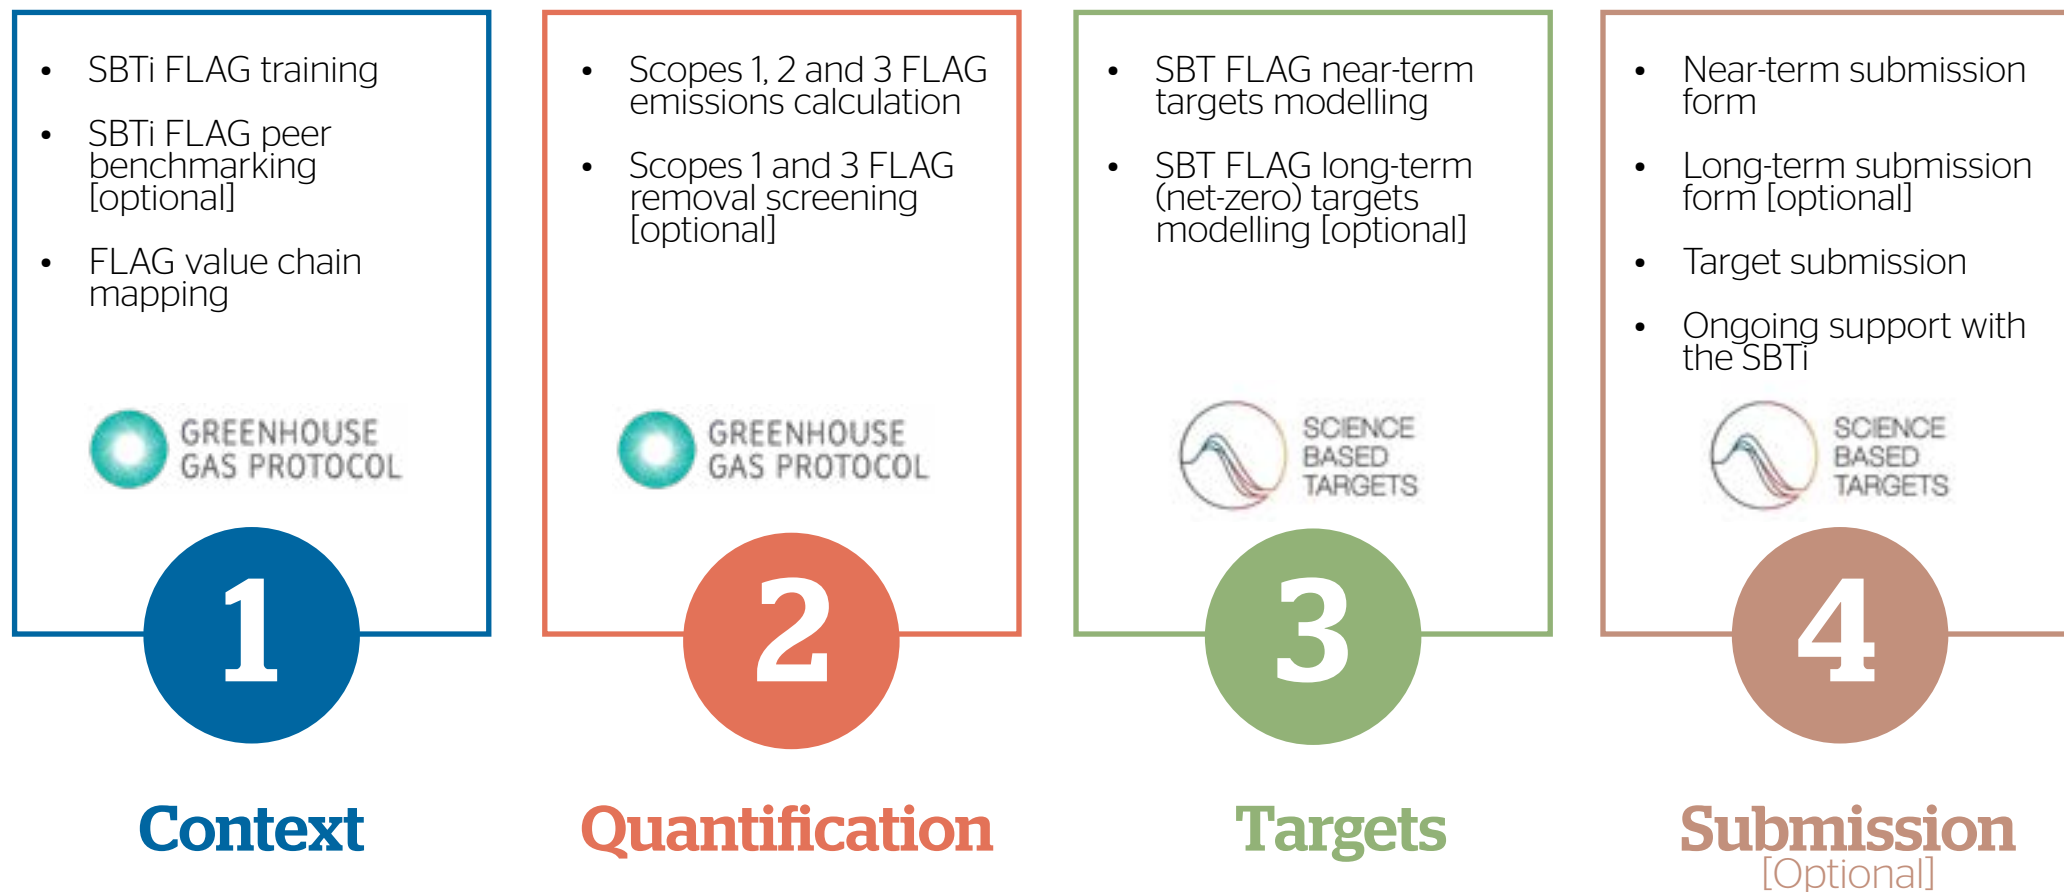 • SBTi FLAG training
• SBTi FLAG peer
benchmarking
[optional]
• FLAG value chain
mapping
GREENHOUSE
GAS PROTOCOL
1
Context
• Scopes 1, 2 and 3 FLAG
emissions calculation
• Scopes 1 and 3 FLAG
removal screening
[optional]
GREENHOUSE
GAS PROTOCOL
2
Quantification
• SBT FLAG near-term
targets modelling
• SBT FLAG long-term
(net-zero) targets
modelling [optional]
SCIENCE
BASED
TARGETS
3
Targets
• Near-term submission
form
• Long-term submission
form [optional]
• Target submission
• Ongoing support with
the SBTi
SCIENCE
BASED
TARGETS
4
Submission
[Optional]